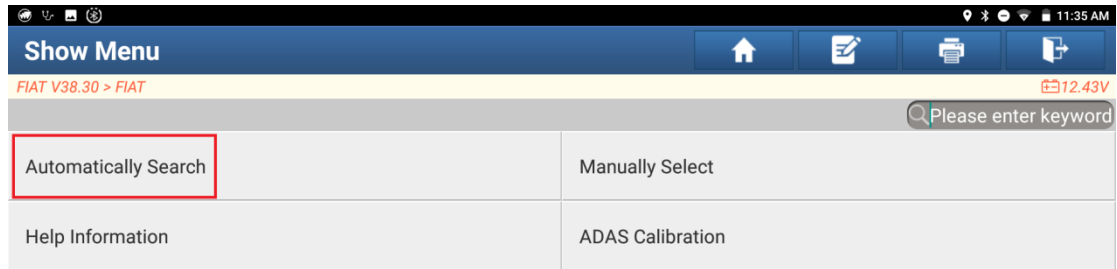 11:35 AM
Show Menu
FIAT V38.30 > FIAT
12.43V
Please enter keyword
Automatically Search
Manually Select
Help Information
ADAS Calibration